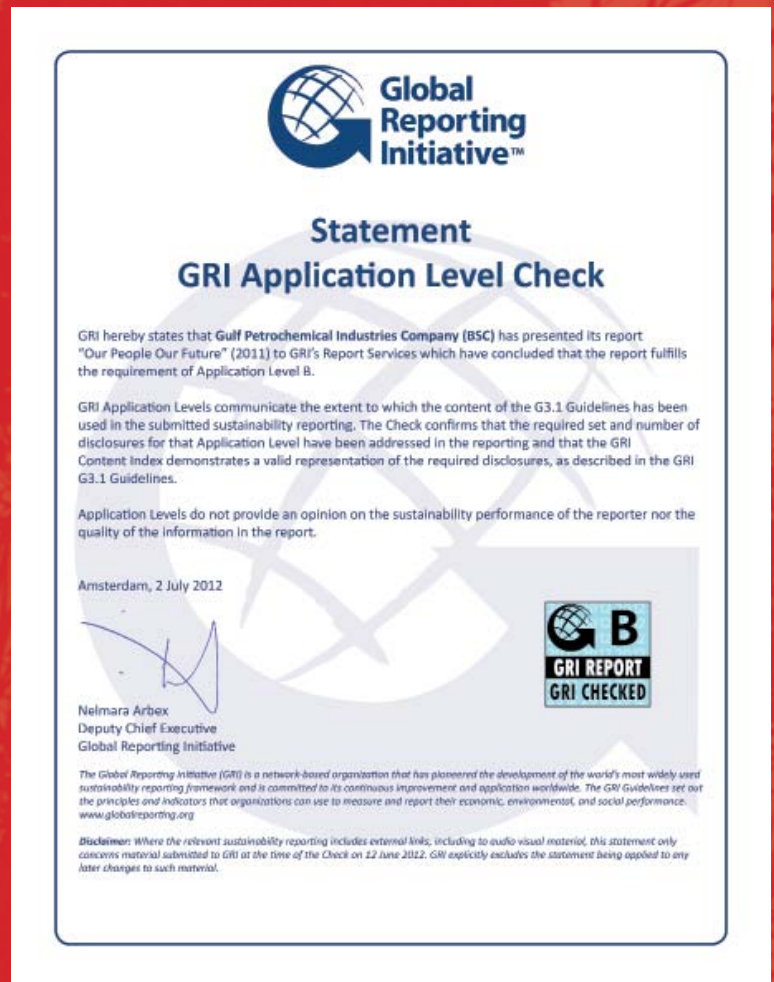 Global
Reporting
Initiative™
Statement
GRI Application Level Check
GRI hereby states that Gulf Petrochemical Industries Company (BSC) has presented its report
"Our People Our Future" (2011) to GRI's Report Services which have concluded that the report fulfills
the requirement of Application Level B.
GRI Application Levels communicate the extent to which the content of the G3.1 Guidelines has been
used in the submitted sustainability reporting. The Check confirms that the required set and number of
disclosures for that Application Level have been addressed in the reporting and that the GRI
Content Index demonstrates a valid representation of the required disclosures, as described in the GRI
G3.1 Guidelines.
Application Levels do not provide an opinion on the sustainability performance of the reporter nor the
quality of the information in the report.
Amsterdam, 2 July 2012
B
GRI REPORT
GRI CHECKED
Nelmara Arbex
Deputy Chief Executive
Global Reporting Initiative
The Global Reporting Initiative (GRI) is a network-based organization that has pioneered the development of the world's most widely used
sustainability reporting framework and is committed to its continuous improvement and application worldwide. The GRI Guidelines set out
the principles and indicators that organizations can use to measure and report their economic, environmental, and social performance.
www.globalreporting.org
Disclaimer: Where the relevant sustainability reporting includes external links, including to audio visual material, this statement only
concerns material submitted to GRI at the time of the Check on 12 June 2012. GRI explicitly excludes the statement being applied to any
later changes to such material.